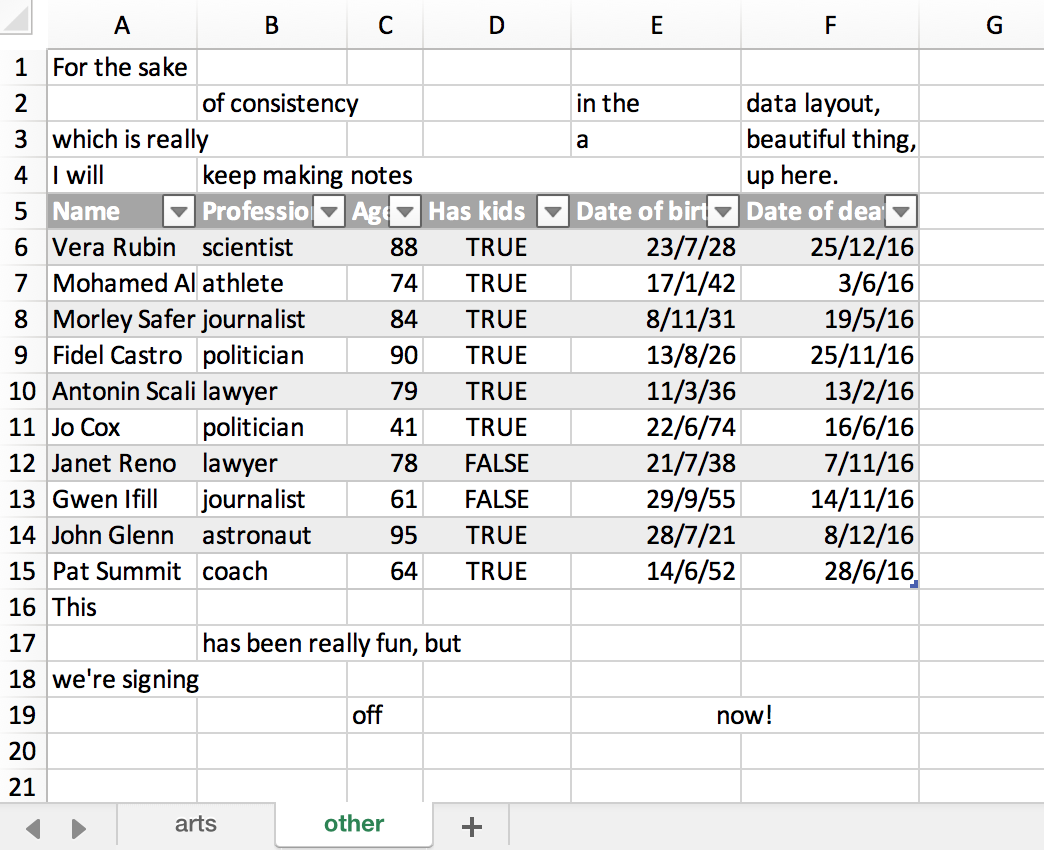 A B C D E F G
1 For the sake
2 of consistency in the data layout,
3 which is really a beautiful thing,
4 I will keep making notes up here.
5 Name Professio Age Has kids Date of birt Date of dea
6 Vera Rubin scientist 88 TRUE 23/7/28 25/12/16
7 Mohamed Al athlete 74 TRUE 17/1/42 3/6/16
8 Morley Safer journalist 84 TRUE 8/11/31 19/5/16
9 Fidel Castro politician 90 TRUE 13/8/26 25/11/16
10 Antonin Scali lawyer 79 TRUE 11/3/36 13/2/16
11 Jo Cox politician 41 TRUE 22/6/74 16/6/16
12 Janet Reno lawyer 78 FALSE 21/7/38 7/11/16
13 Gwen Ifill journalist 61 FALSE 29/9/55 14/11/16
14 John Glenn astronaut 95 TRUE 28/7/21 8/12/16
15 Pat Summit coach 64 TRUE 14/6/52 28/6/16
16 This
17 has been really fun, but
18 we're signing
19 off now!
20
21
arts other +